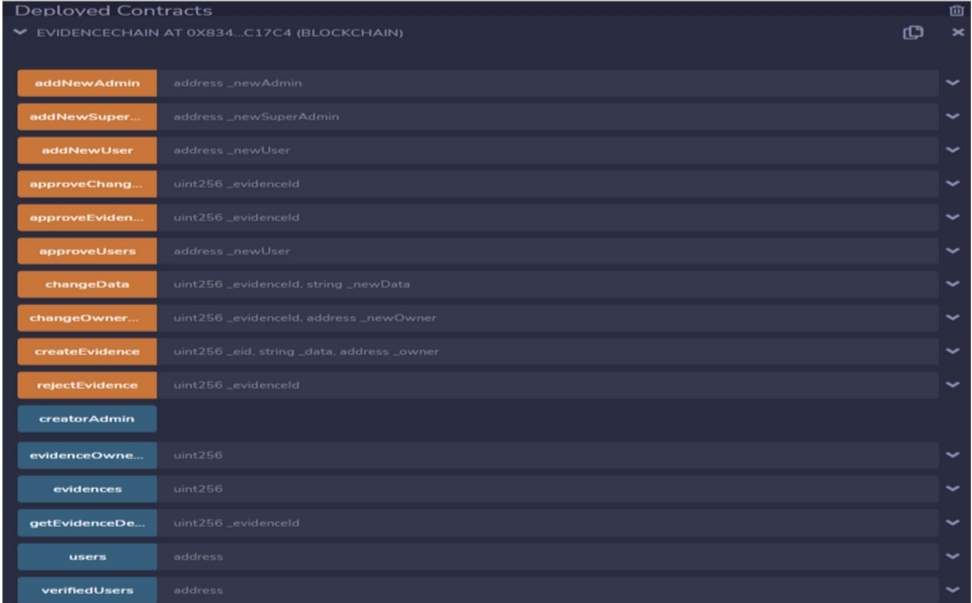 Deployed Contracts
EVIDENCECHAIN AT 0X834...C17C4 (BLOCKCHAIN)
addNewAdmin address _newAdmin
addNewSuper... address _newSuperAdmin
addNewUser address _newUser
approveChang... uint256 _evidenceId
approveEviden... uint256 _evidenceId
approveUsers address _newUser
changeData uint256 _evidenceId, string _newData
changeOwner... uint256 _evidenceId, address _newOwner
createEvidence uint256 _eid, string _data, address _owner
rejectEvidence uint256 _evidenceId
creatorAdmin
evidenceOwne... uint256
evidences uint256
getEvidenceDe... uint256 _evidenceId
users address
verifiedUsers address